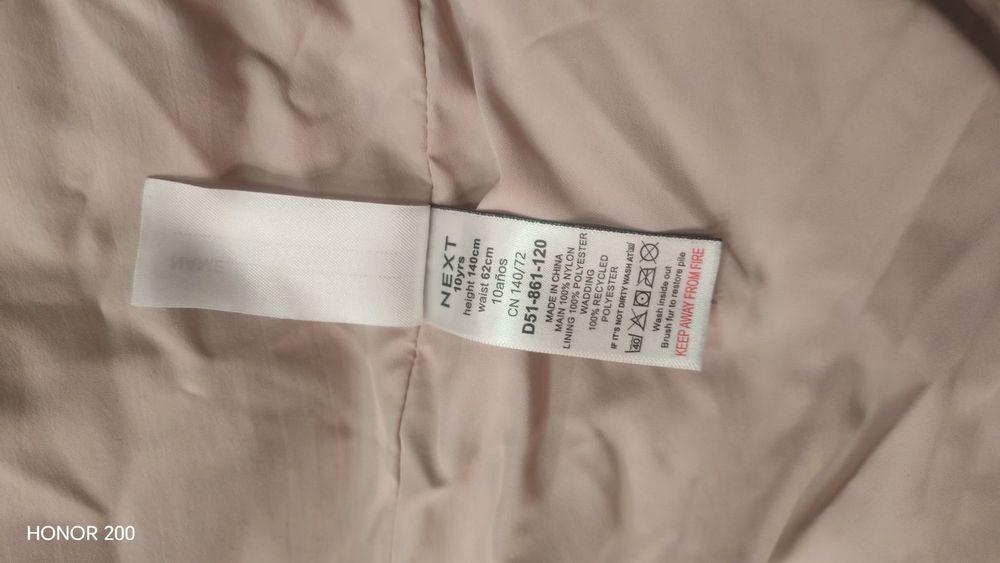 NEXT
10yrs
height 140cm
waist 62cm
10años
CN 140/72
D51-861-120
MADE IN CHINA
MAIN 100% NYLON
LINING 100% POLYESTER
WADDING
100% RECYCLED
POLYESTER
IF IT'S NOT DIRTY WASH AT
40
Wash inside out
Brush fur to restore pile
KEEP AWAY FROM FIRE
NAME
HONOR 200